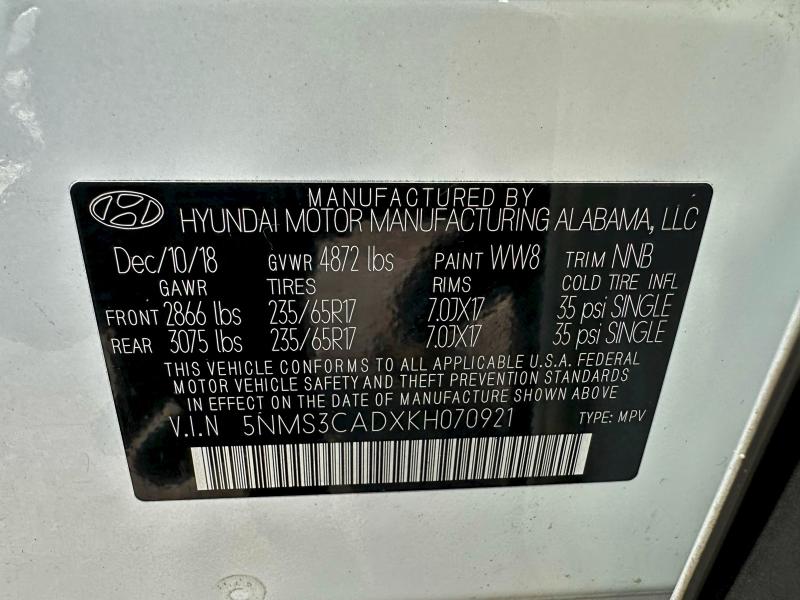 MANUFACTURED BY
HYUNDAI MOTOR MANUFACTURING ALABAMA, LLC
Dec/10/18 GVWR 4872 lbs PAINT WW8 TRIM NNB
GAWR TIRES RIMS COLD TIRE INFL
FRONT 2866 lbs 235/65R17 7.0JX17 35 psi SINGLE
REAR 3075 lbs 235/65R17 7.0JX17 35 psi SINGLE
THIS VEHICLE CONFORMS TO ALL APPLICABLE U.S.A. FEDERAL
MOTOR VEHICLE SAFETY AND THEFT PREVENTION STANDARDS
IN EFFECT ON THE DATE OF MANUFACTURE SHOWN ABOVE
V.I.N 5NMS3CADXKH070921 TYPE: MPV